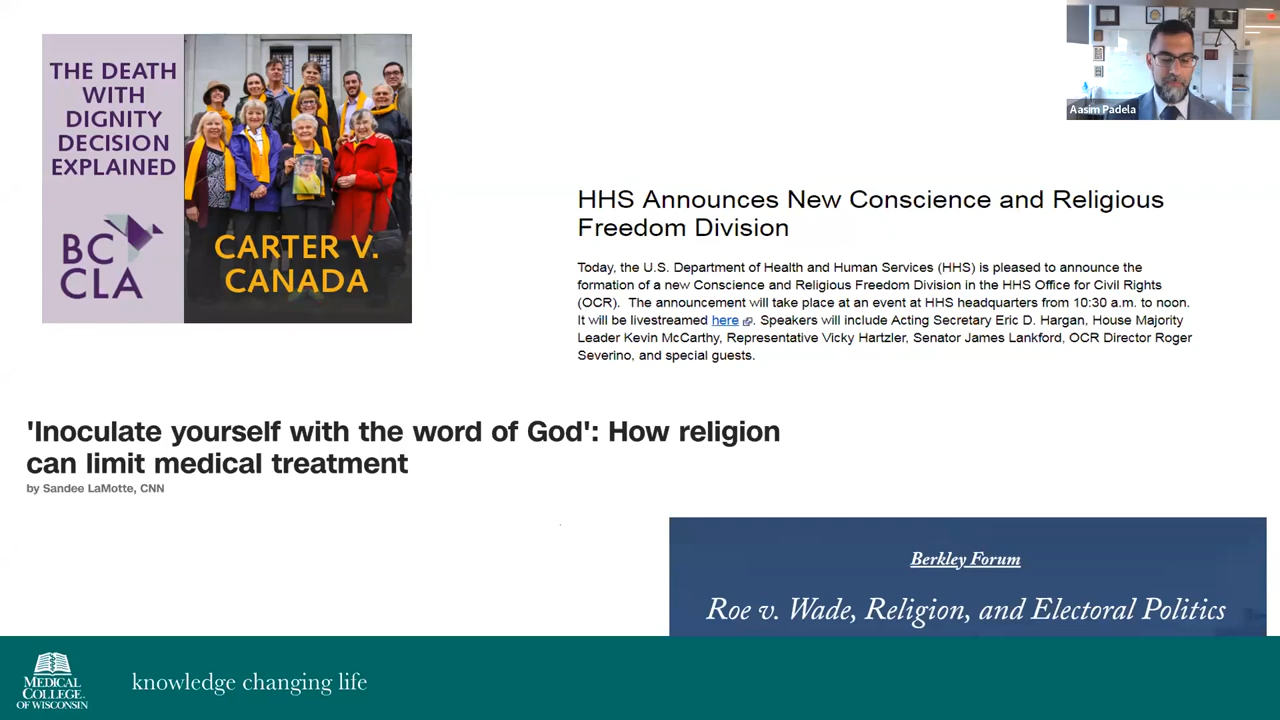 THE DEATH
WITH
DIGNITY
DECISION
EXPLAINED
BC
CLA
CARTER V.
CANADA
Aasim Padela
HHS Announces New Conscience and Religious
Freedom Division
Today, the U.S. Department of Health and Human Services (HHS) is pleased to announce the
formation of a new Conscience and Religious Freedom Division in the HHS Office for Civil Rights
(OCR). The announcement will take place at an event at HHS headquarters from 10:30 a.m. to noon.
It will be livestreamed here. Speakers will include Acting Secretary Eric D. Hargan, House Majority
Leader Kevin McCarthy, Representative Vicky Hartzler, Senator James Lankford, OCR Director Roger
Severino, and special guests.
'Inoculate yourself with the word of God': How religion
can limit medical treatment
by Sandee LaMotte, CNN
Berkley Forum
Roe v. Wade, Religion, and Electoral Politics
MEDICAL
COLLEGE
OF WISCONSIN
knowledge changing life